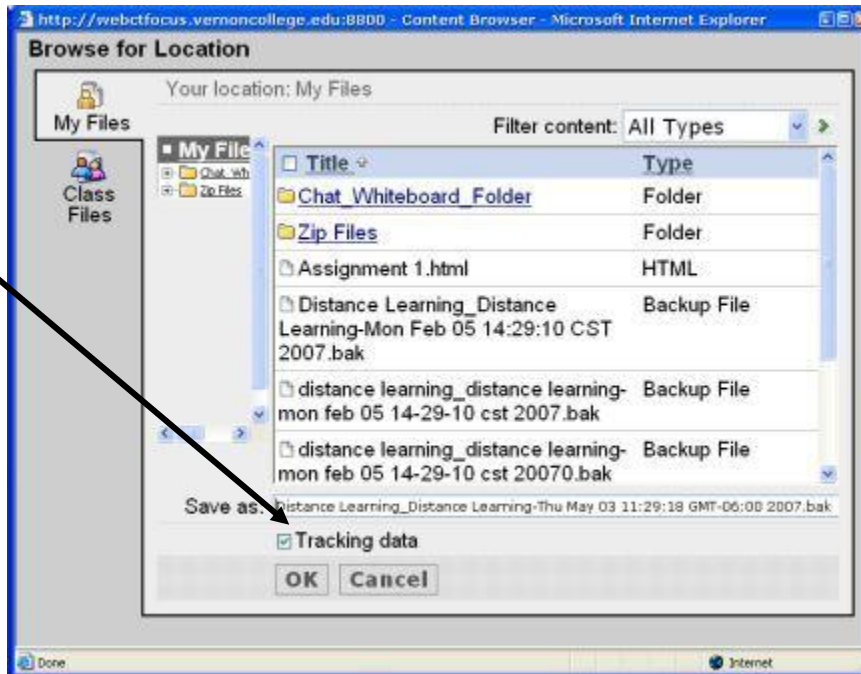 http://webctfocus.vernoncollege.edu:8800 - Content Browser - Microsoft Internet Explorer
Browse for Location
My Files
Class
Files
Your location: My Files
Filter content: All Types
My File
Chat_Wh
Zip Files
Title Type
Chat_Whiteboard_Folder Folder
Zip Files Folder
Assignment 1.html HTML
Distance Learning_Distance Backup File
Learning-Mon Feb 05 14:29:10 CST
2007.bak
distance learning_distance learning- Backup File
mon feb 05 14-29-10 cst 2007.bak
distance learning_distance learning- Backup File
mon feb 05 14-29-10 cst 20070.bak
Save as: Distance Learning_Distance Learning-Thu May 03 11:29:18 GMT-06:00 2007.bak
Tracking data
OK Cancel
Done Internet